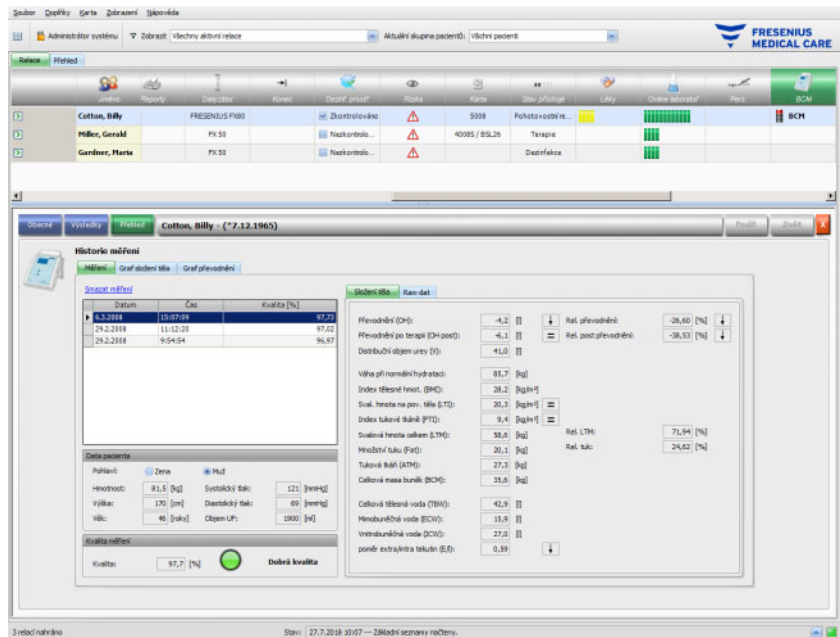 Soubor Doplňky Karta Zobrazení Nápověda
Administrátor systému Zobrazit Všechny aktivní relace Aktuální skupina pacientů: Všichni pacienti
FRESENIUS
MEDICAL CARE
Relace Přehled
Jméno Reporty Dialyzátor Konec Dezinf. prostř Rizika Karta Stav přístroje Léky Online laboratoř Pers. BCM
Cotton, Billy FRESENIUS FX80 Zkontrolováno 5008 Pohotovostní re... BCM
Miller, Gerald FX 50 Nezkontrolo... 4008S / BSL26 Terapie
Gardner, Maria FX 50 Nezkontrolo... Dezinfekce
Obecné Výsledky Přehled Cotton, Billy - (*7.12.1965) Použít Zrušit X
Historie měření
Měření Graf složení těla Graf převodnění
Smazat měření
Datum Čas Kvalita [%]
6.3.2008 15:07:09 97,73
29.2.2008 11:12:20 97,02
29.2.2008 9:54:54 96,97
Data pacienta
Pohlaví: Žena Muž
Hmotnost: 81,5 [kg] Systolický tlak: 121 [mmHg]
Výška: 170 [cm] Diastolický tlak: 69 [mmHg]
Věk: 46 [roky] Objem UF: 1900 [ml]
Kvalita měření
Kvalita: 97,7 [%] Dobrá kvalita
Složení těla Raw dat
Převodnění (OH): -4,2 [l] Rel. převodnění: -26,60 [%]
Převodnění po terapii (OH post): -6,1 [l] = Rel. post převodnění: -38,53 [%]
Distribuční objem urey (V): 41,0 [l]
Váha při normální hydrataci: 85,7 [kg]
Index tělesné hmot. (BMI): 28,2 [kg/m²]
Sval. hmota na pov. těla (LTI): 20,3 [kg/m²] =
Index tukové tkáně (FTI): 9,4 [kg/m²] =
Svalová hmota celkem (LTM): 58,6 [kg] Rel. LTM: 71,94 [%]
Množství tuku (Fat): 20,1 [kg] Rel. tuk: 24,62 [%]
Tuková tkáň (ATM): 27,3 [kg]
Celková masa buněk (BCM): 35,6 [kg]
Celková tělesná voda (TBW): 42,9 [l]
Mimobuněčná voda (ECW): 15,9 [l]
Vnitrobuněčná voda (ICW): 27,0 [l]
poměr extra/intra tekutin (E/I): 0,59
3 relací nahráno Stav: 27.7.2018 10:07 --- Základní seznamy načteny.